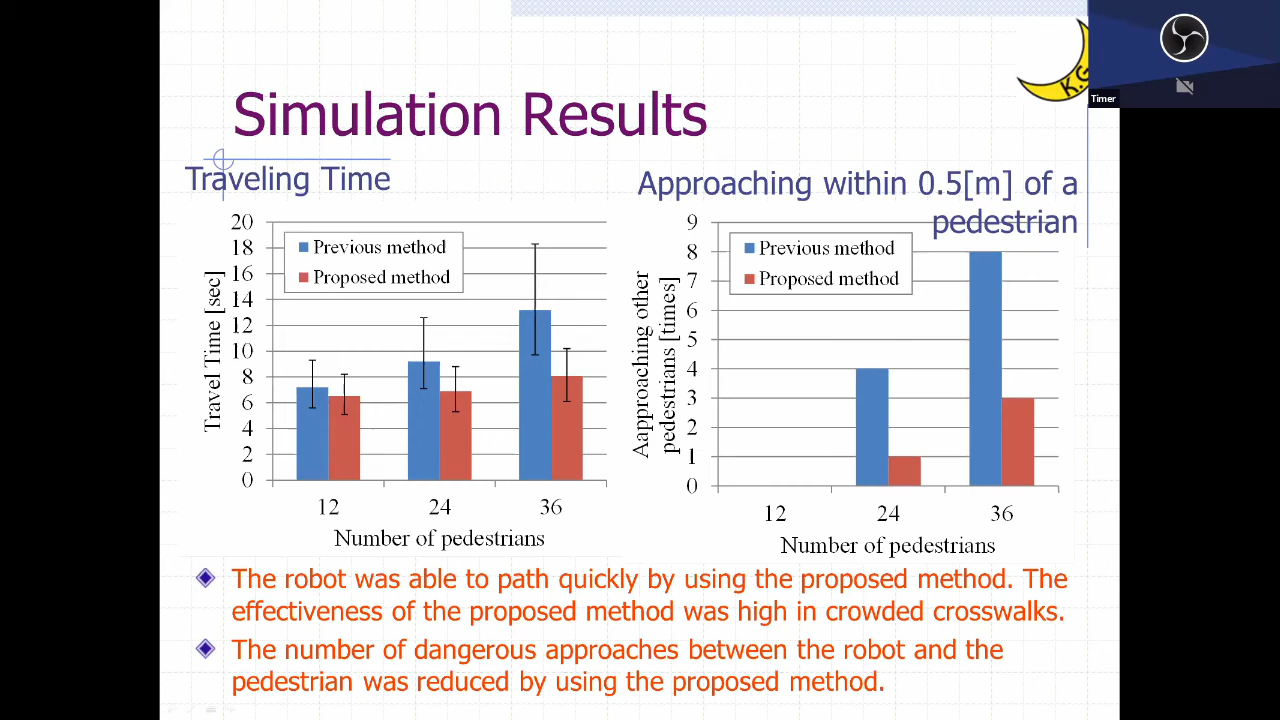 K.G
Timer
Simulation Results
Traveling Time
Approaching within 0.5[m] of a
pedestrian
20
18
16
14
12
10
8
6
4
2
0
Travel Time [sec]
Previous method
Proposed method
12 24 36
Number of pedestrians
9
8
7
6
5
4
3
2
1
0
Aapproaching other
pedestrians [times]
Previous method
Proposed method
12 24 36
Number of pedestrians
The robot was able to path quickly by using the proposed method. The
effectiveness of the proposed method was high in crowded crosswalks.
The number of dangerous approaches between the robot and the
pedestrian was reduced by using the proposed method.